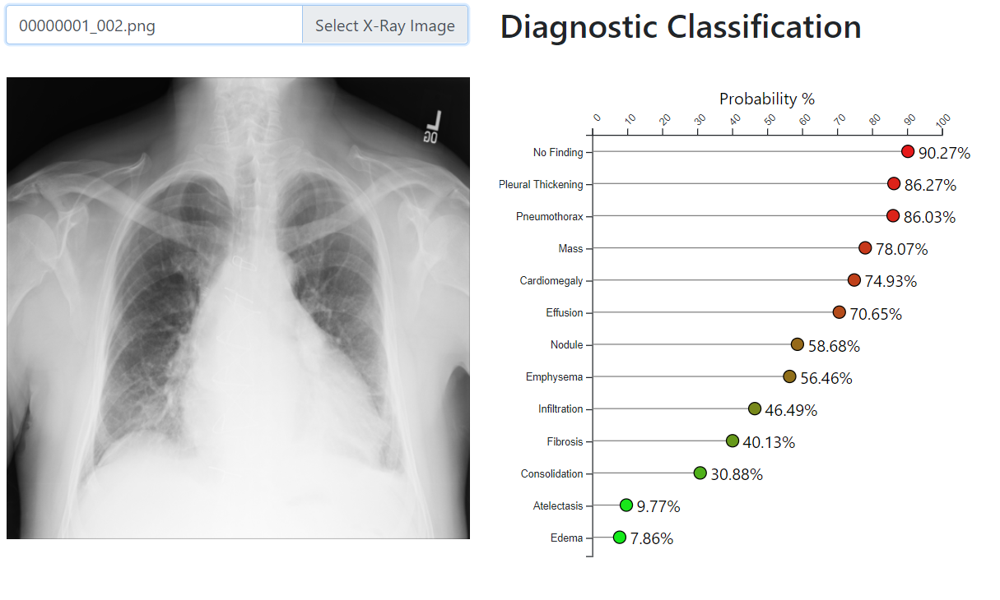 00000001_002.png
Select X-Ray Image
Diagnostic Classification
L
Probability %
0 10 20 30 40 50 60 70 80 90 100
No Finding 90.27%
Pleural Thickening 86.27%
Pneumothorax 86.03%
Mass 78.07%
Cardiomegaly 74.93%
Effusion 70.65%
Nodule 58.68%
Emphysema 56.46%
Infiltration 46.49%
Fibrosis 40.13%
Consolidation 30.88%
Atelectasis 9.77%
Edema 7.86%